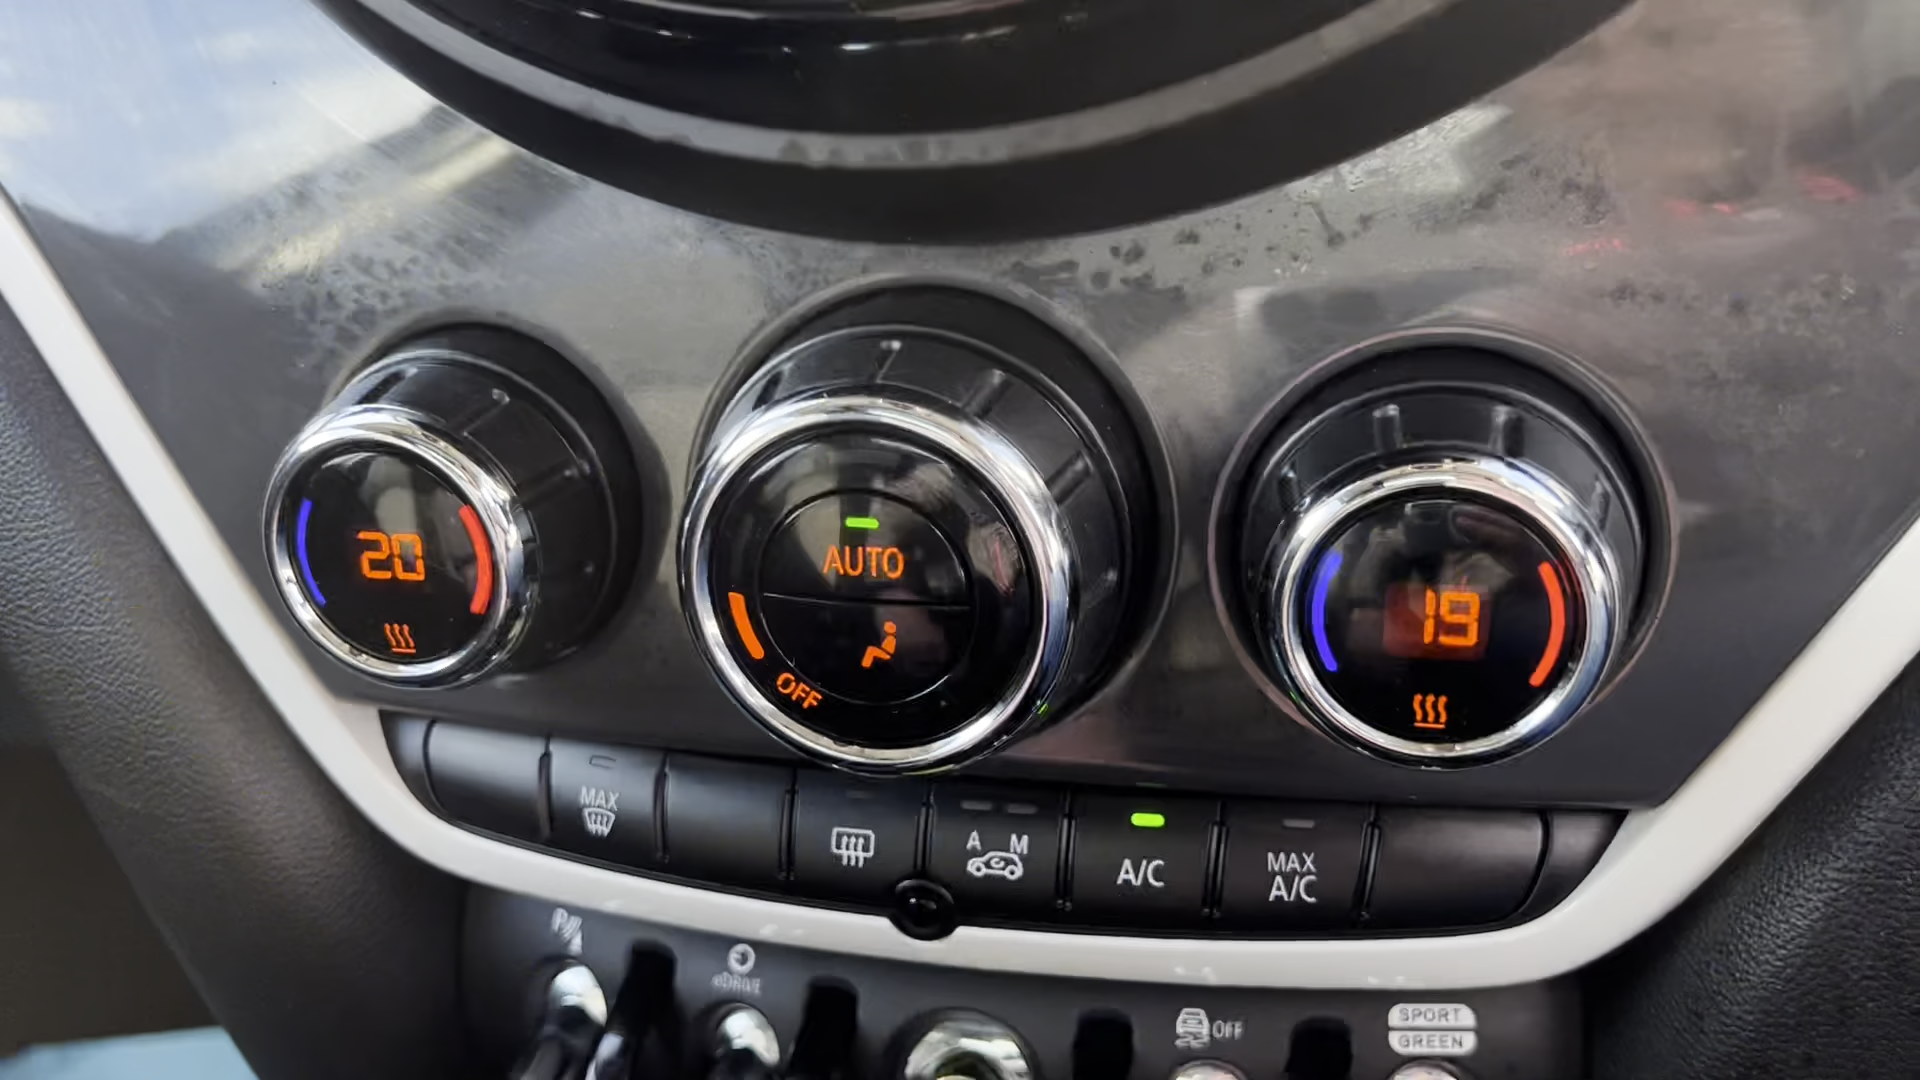 20
AUTO
OFF
19
MAX
A M
A/C
MAX
A/C
P
eDRIVE
OFF
SPORT
GREEN